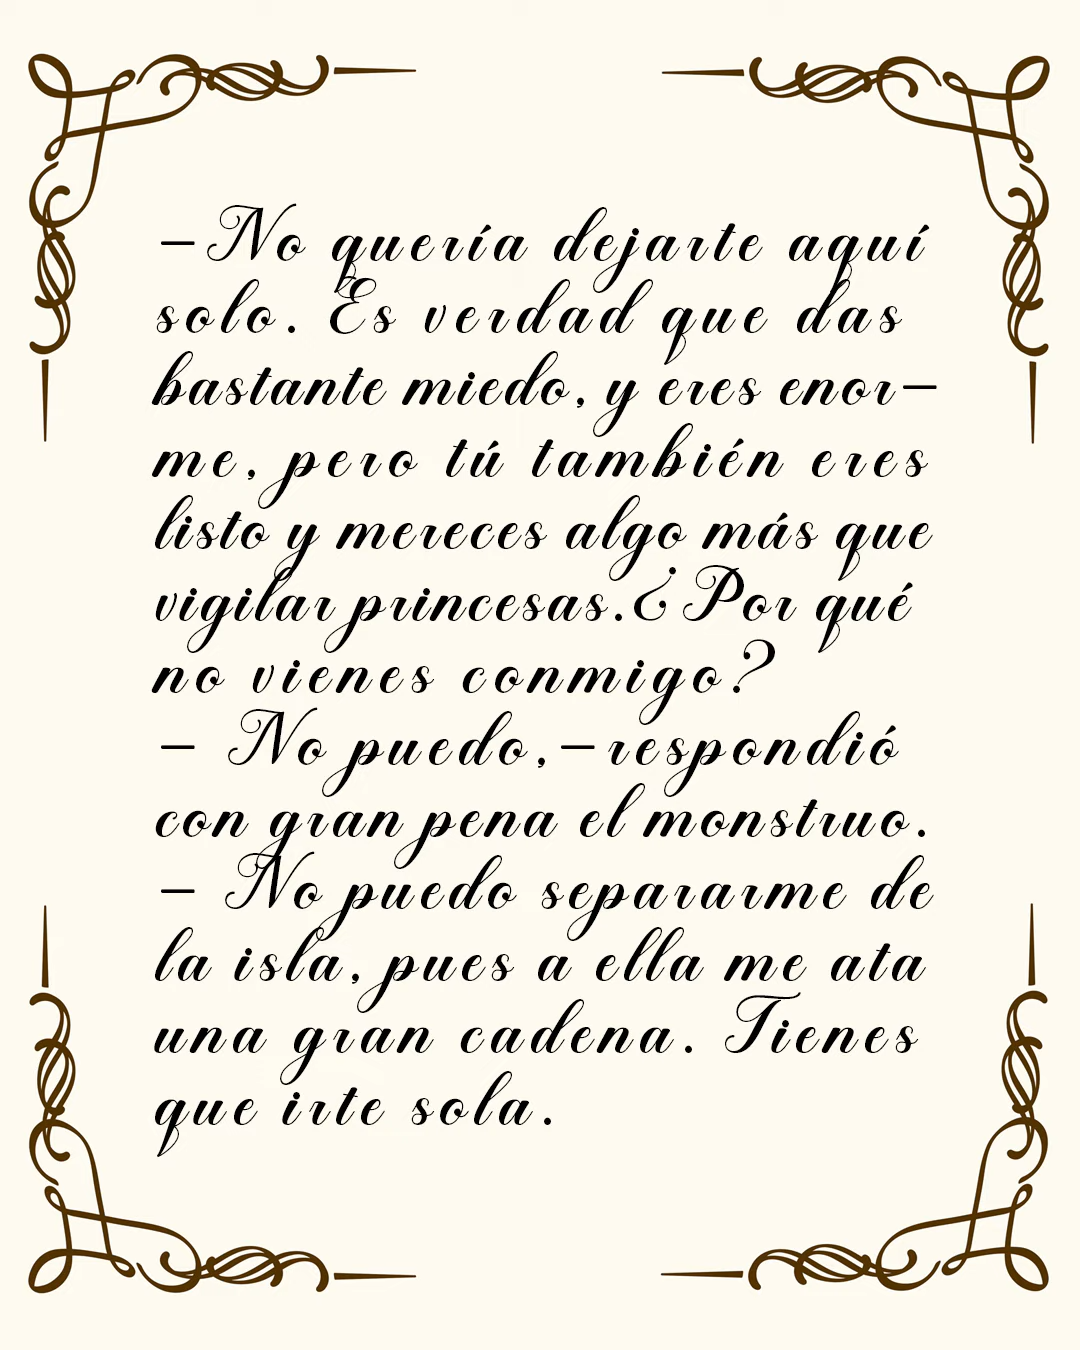 –No quería dejarte aquí
solo. Es verdad que das
bastante miedo, y eres enor–
me, pero tú también eres
listo y mereces algo más que
vigilar princesas.¿Por qué
no vienes conmigo?
– No puedo,–respondió
con gran pena el monstruo.
– No puedo separarme de
la isla, pues a ella me ata
una gran cadena. Tienes
que irte sola.